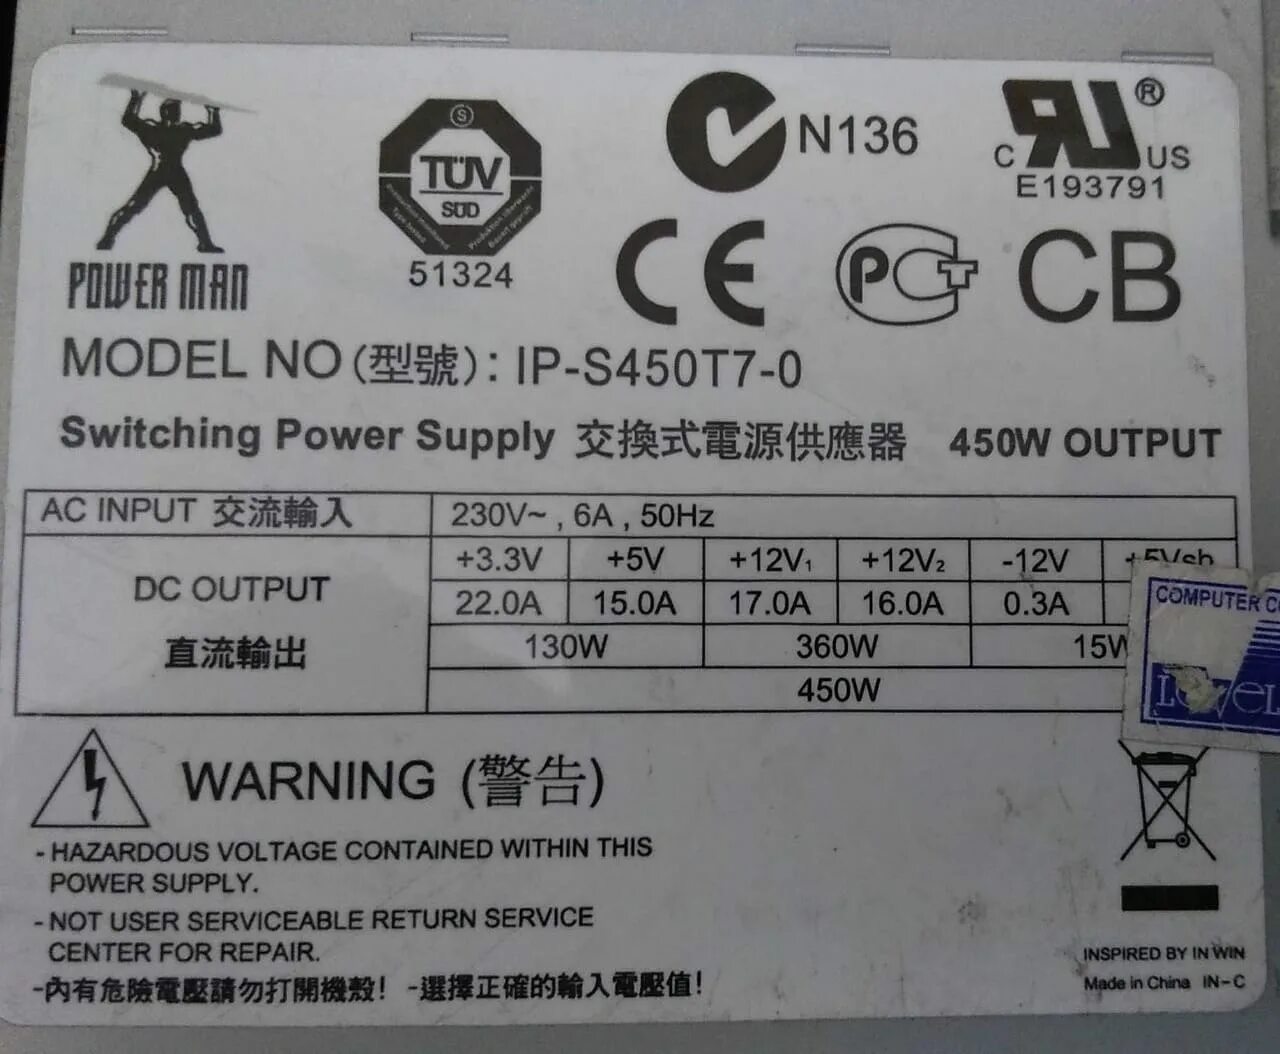 POWER MAN
TÜV
SÜD
51324
N136
C RU US ®
E193791
CE
PCT
CB
MODEL NO (型號): IP-S450T7-0
Switching Power Supply 交換式電源供應器 450W OUTPUT
AC INPUT 交流輸入 230V~ , 6A , 50Hz
DC OUTPUT
直流輸出
+3.3V +5V +12V₁ +12V₂ -12V +5Vsb
22.0A 15.0A 17.0A 16.0A 0.3A
130W 360W 15W
450W
COMPUTER
Level
WARNING (警告)
- HAZARDOUS VOLTAGE CONTAINED WITHIN THIS
POWER SUPPLY.
- NOT USER SERVICEABLE RETURN SERVICE
CENTER FOR REPAIR.
-內有危險電壓請勿打開機殼! -選擇正確的輸入電壓值!
INSPIRED BY IN WIN
Made in China IN-C